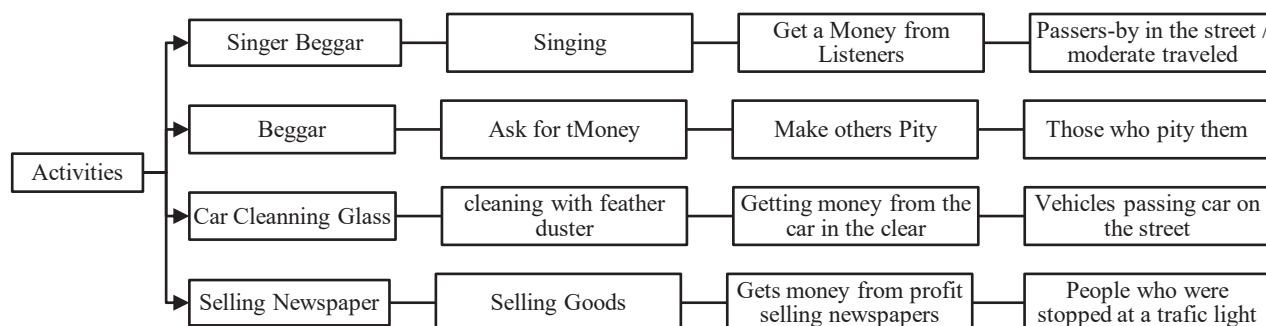 Singer Beggar
Singing
Get a Money from
Listeners
Passers-by in the street /
moderate traveled
Beggar
Ask for tMoney
Make others Pity
Those who pity them
Activities
Car Cleanning Glass
cleaning with feather
duster
Getting money from the
car in the clear
Vehicles passing car on
the street
Selling Newspaper
Selling Goods
Gets money from profit
selling newspapers
People who were
stopped at a trafic light